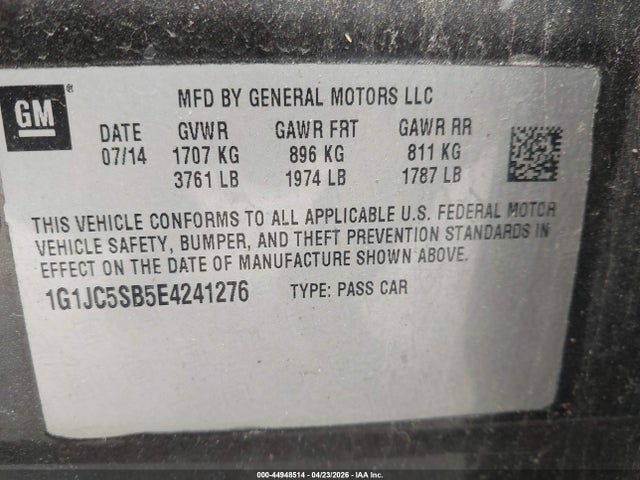 GM®
MFD BY GENERAL MOTORS LLC
DATE GVWR GAWR FRT GAWR RR
07/14 1707 KG 896 KG 811 KG
3761 LB 1974 LB 1787 LB
THIS VEHICLE CONFORMS TO ALL APPLICABLE U.S. FEDERAL MOTOR
VEHICLE SAFETY, BUMPER, AND THEFT PREVENTION STANDARDS IN
EFFECT ON THE DATE OF MANUFACTURE SHOWN ABOVE.
1G1JC5SB5E4241276 TYPE: PASS CAR
000-44948514 - 04/23/2026 - IAA Inc.